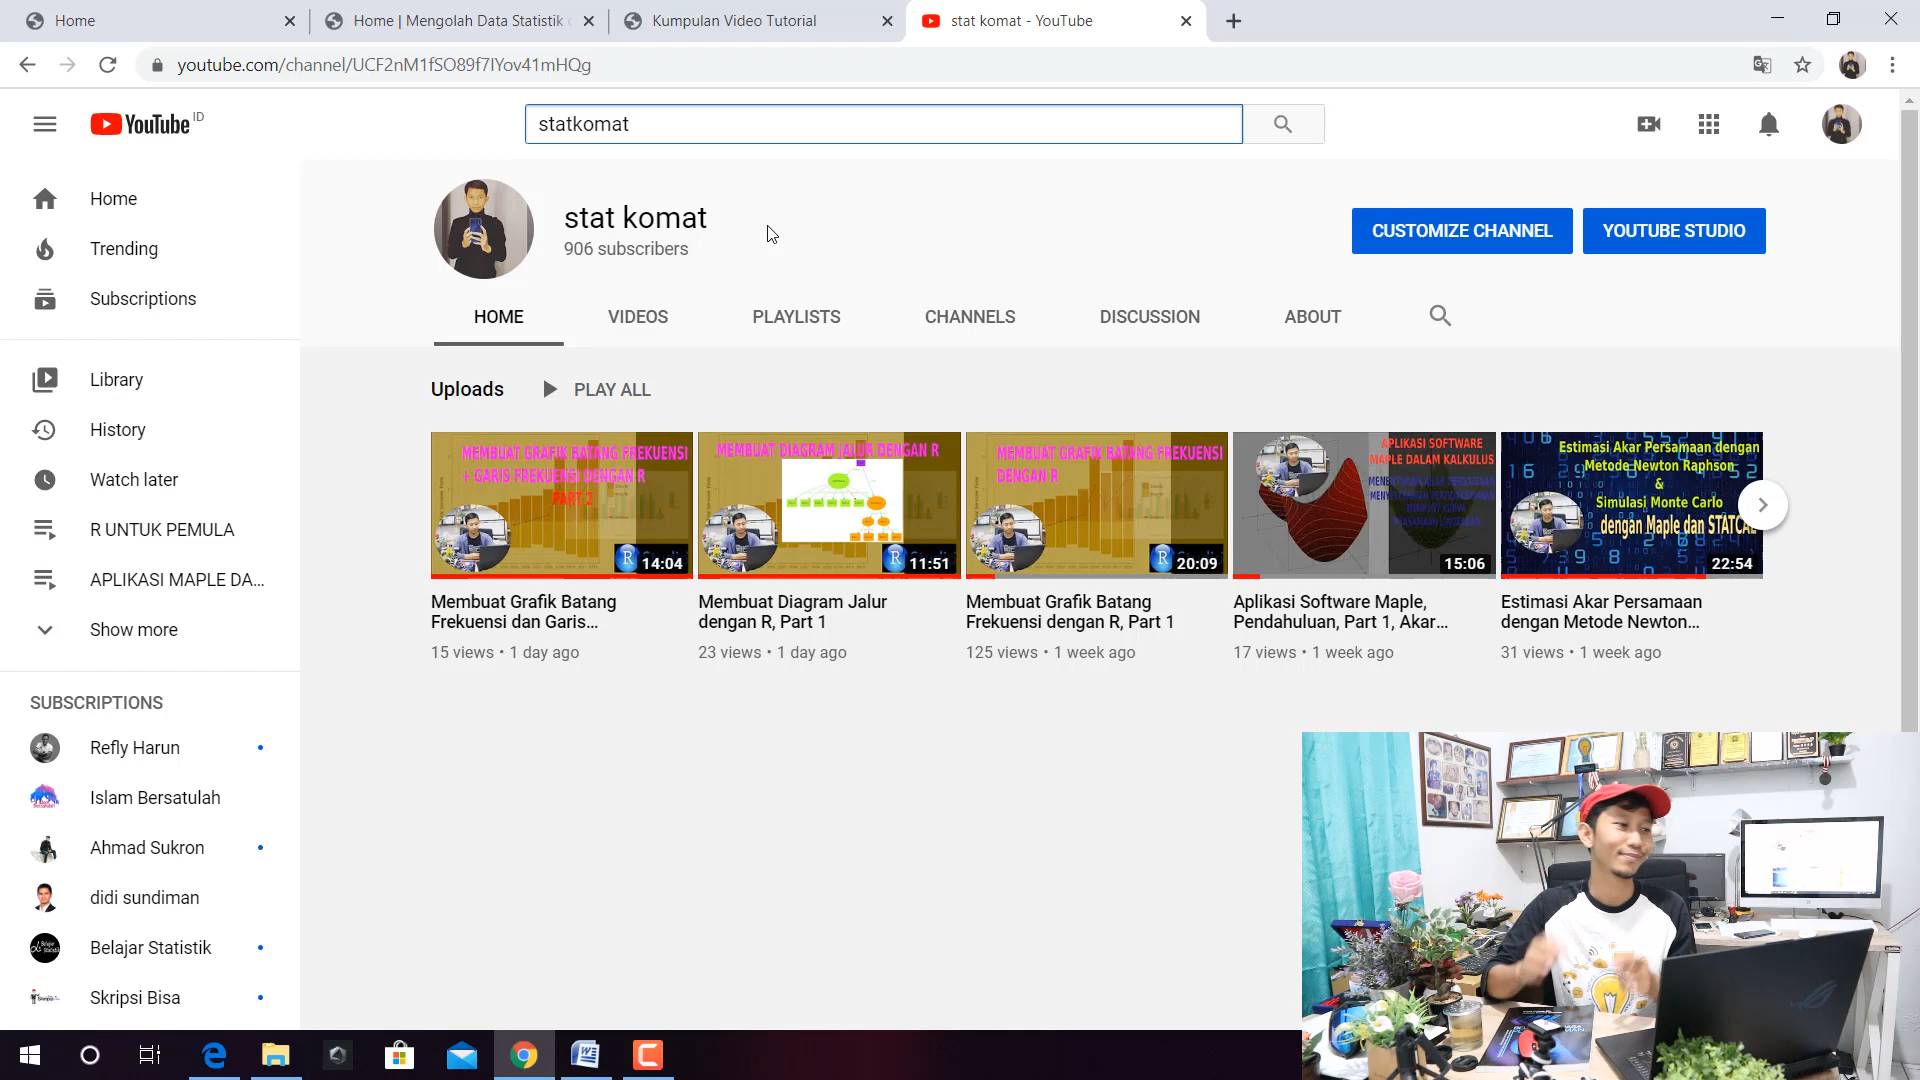 Home
Home | Mengolah Data Statistik
Kumpulan Video Tutorial
stat komat - YouTube
youtube.com/channel/UCF2nM1fSO89f7IYov41mHQg
YouTube ID
statkomat
Home
Trending
Subscriptions
Library
History
Watch later
R UNTUK PEMULA
APLIKASI MAPLE DA...
Show more
SUBSCRIPTIONS
Refly Harun
Islam Bersatulah
Ahmad Sukron
didi sundiman
Belajar Statistik
Skripsi Bisa
stat komat
906 subscribers
CUSTOMIZE CHANNEL
YOUTUBE STUDIO
HOME
VIDEOS
PLAYLISTS
CHANNELS
DISCUSSION
ABOUT
Uploads
PLAY ALL
MEMBUAT GRAFIK BATANG FREKUENSI
+ GARIS FREKUENSI DENGAN R
PART 2
R
14:04
Membuat Grafik Batang
Frekuensi dan Garis...
15 views • 1 day ago
MEMBUAT DIAGRAM JALUR DENGAN R
R
11:51
Membuat Diagram Jalur
dengan R, Part 1
23 views • 1 day ago
MEMBUAT GRAFIK BATANG FREKUENSI
DENGAN R
R
20:09
Membuat Grafik Batang
Frekuensi dengan R, Part 1
125 views • 1 week ago
APLIKASI SOFTWARE
MAPLE DALAM KALKULUS
15:06
Aplikasi Software Maple,
Pendahuluan, Part 1, Akar...
17 views • 1 week ago
Estimasi Akar Persamaan dengan
Metode Newton Raphson
&
Simulasi Monte Carlo
dengan Maple dan STATCAL
22:54
Estimasi Akar Persamaan
dengan Metode Newton...
31 views • 1 week ago